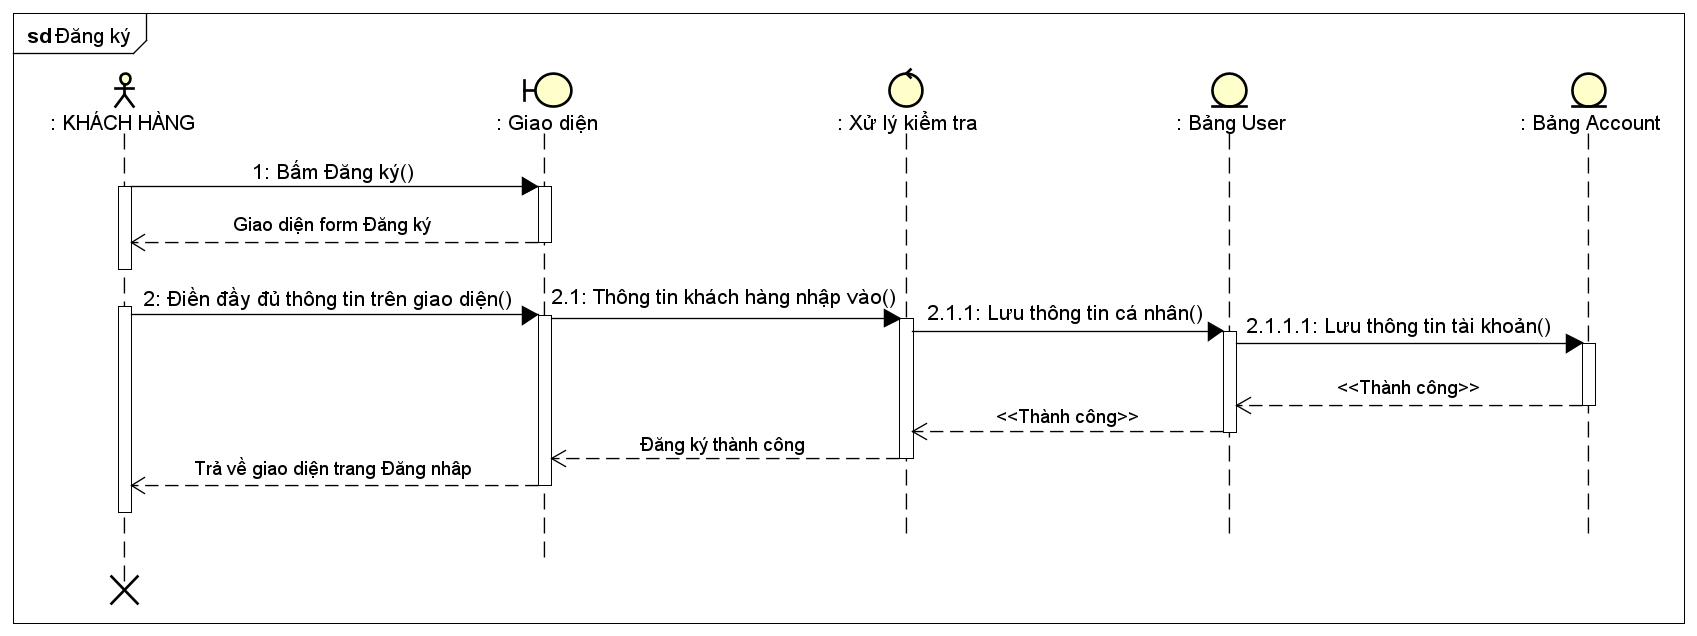 sd Đăng ký
: KHÁCH HÀNG
: Giao diện
: Xử lý kiểm tra
: Bảng User
: Bảng Account
1: Bấm Đăng ký()
Giao diện form Đăng ký
2: Điền đầy đủ thông tin trên giao diện()
2.1: Thông tin khách hàng nhập vào()
2.1.1: Lưu thông tin cá nhân()
2.1.1.1: Lưu thông tin tài khoản()
<<Thành công>>
<<Thành công>>
Đăng ký thành công
Trả về giao diện trang Đăng nhâp